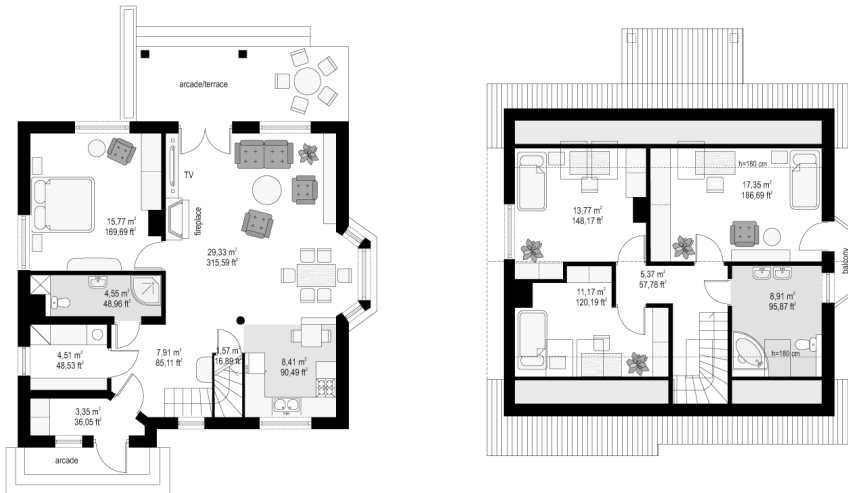 arcade/terrace
TV
fireplace
15,77 m²
169,69 ft²
29,33 m²
315,59 ft²
4,55 m²
48,96 ft²
4,51 m²
48,53 ft²
7,91 m²
85,11 ft²
1,57 m²
16,89 ft²
8,41 m²
90,49 ft²
3,35 m²
36,05 ft²
arcade
h=180 cm
13,77 m²
148,17 ft²
17,35 m²
186,69 ft²
balcony
5,37 m²
57,78 ft²
11,17 m²
120,19 ft²
8,91 m²
95,87 ft²
h=180 cm